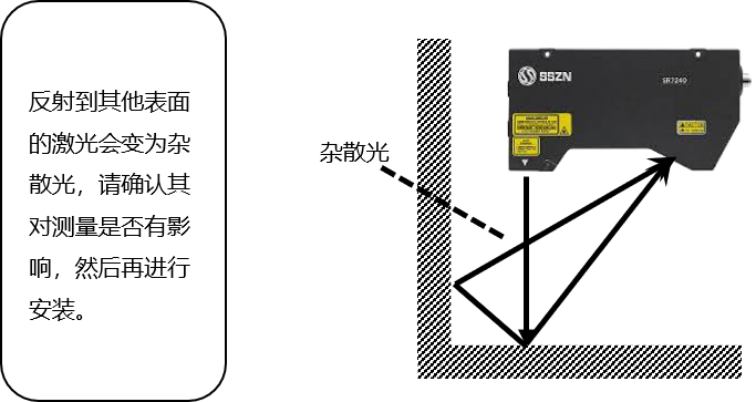 反射到其他表面
的激光会变为杂
散光，请确认其
对测量是否有影
响，然后再进行
安装。
杂散光
SSZN
SR7240